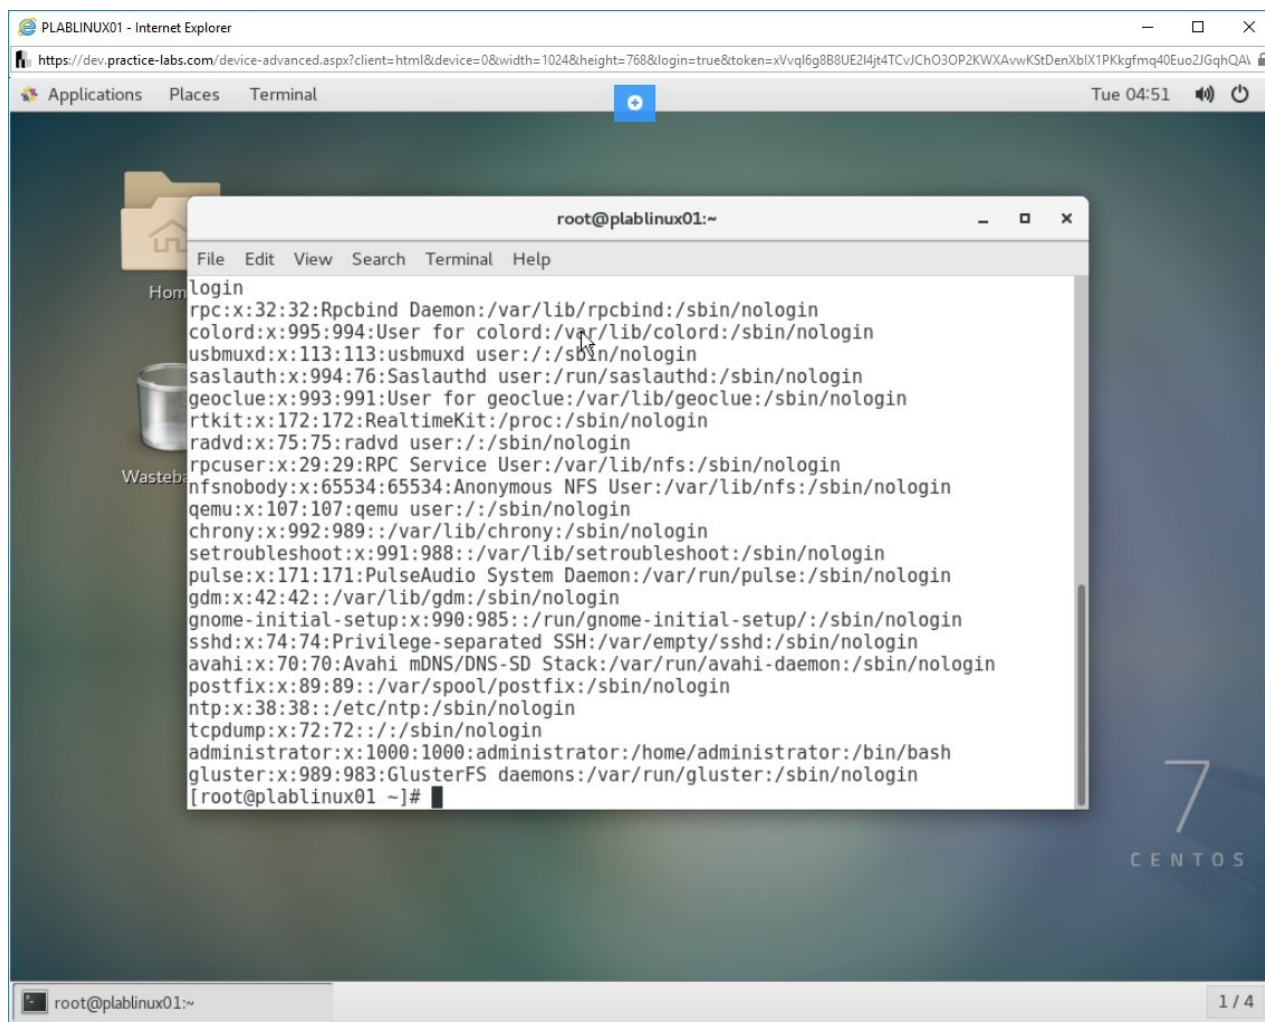 PLABLINUX01 - Internet Explorer
https://dev.practice-labs.com/device-advanced.aspx?client=html&device=0&width=1024&height=768&login=true&token=
Applications Places Terminal Tue 04:51
Home
Wasteba
root@plablinux01:~
File Edit View Search Terminal Help
login
rpc:x:32:32:Rpcbind Daemon:/var/lib/rpcbind:/sbin/nologin
colord:x:995:994:User for colord:/var/lib/colord:/sbin/nologin
usbmuxd:x:113:113:usbmuxd user:/:/sbin/nologin
saslauth:x:994:76:Saslauthd user:/run/saslauthd:/sbin/nologin
geoclue:x:993:991:User for geoclue:/var/lib/geoclue:/sbin/nologin
rtkit:x:172:172:RealtimeKit:/proc:/sbin/nologin
radvd:x:75:75:radvd user:/:/sbin/nologin
rpcuser:x:29:29:RPC Service User:/var/lib/nfs:/sbin/nologin
nfsnobody:x:65534:65534:Anonymous NFS User:/var/lib/nfs:/sbin/nologin
qemu:x:107:107:qemu user:/:/sbin/nologin
chrony:x:992:989::/var/lib/chrony:/sbin/nologin
setroubleshoot:x:991:988::/var/lib/setroubleshoot:/sbin/nologin
pulse:x:171:171:PulseAudio System Daemon:/var/run/pulse:/sbin/nologin
gdm:x:42:42::/var/lib/gdm:/sbin/nologin
gnome-initial-setup:x:990:985::/run/gnome-initial-setup/:/sbin/nologin
sshd:x:74:74:Privilege-separated SSH:/var/empty/sshd:/sbin/nologin
avahi:x:70:70:Avahi mDNS/DNS-SD Stack:/var/run/avahi-daemon:/sbin/nologin
postfix:x:89:89::/var/spool/postfix:/sbin/nologin
ntp:x:38:38::/etc/ntp:/sbin/nologin
tcpdump:x:72:72::/:/sbin/nologin
administrator:x:1000:1000:administrator:/home/administrator:/bin/bash
gluster:x:989:983:GlusterFS daemons:/var/run/gluster:/sbin/nologin
[root@plablinux01 ~]#
7
CENTOS
root@plablinux01:~
1 / 4